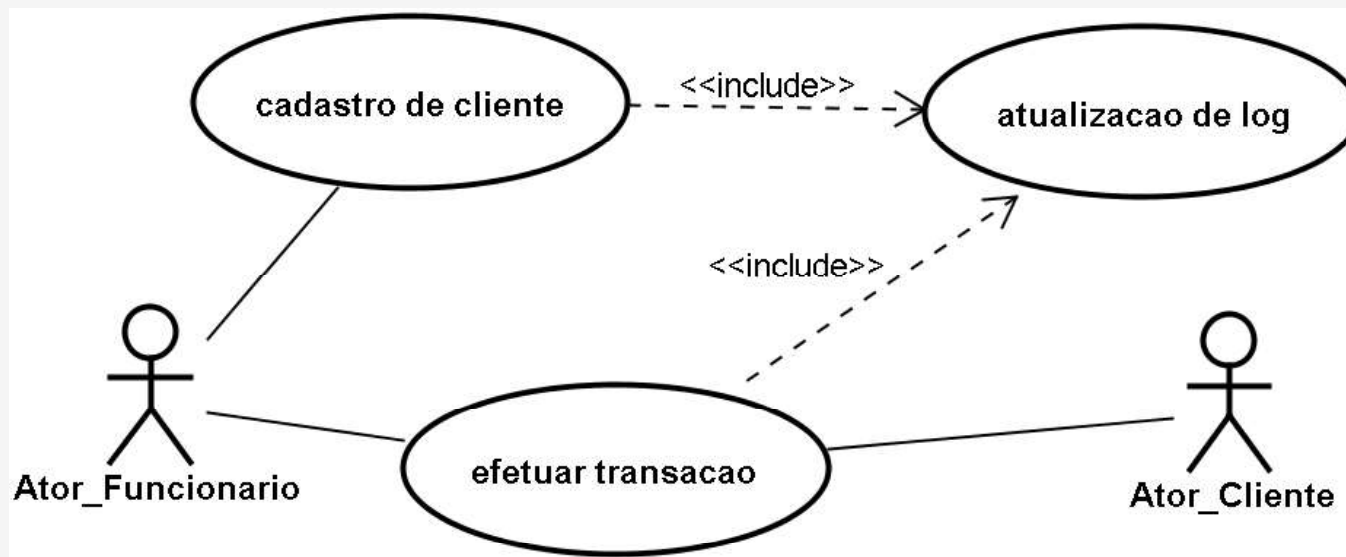 cadastro de cliente
<<include>>
atualizacao de log
<<include>>
Ator_Funcionario
efetuar transacao
Ator_Cliente